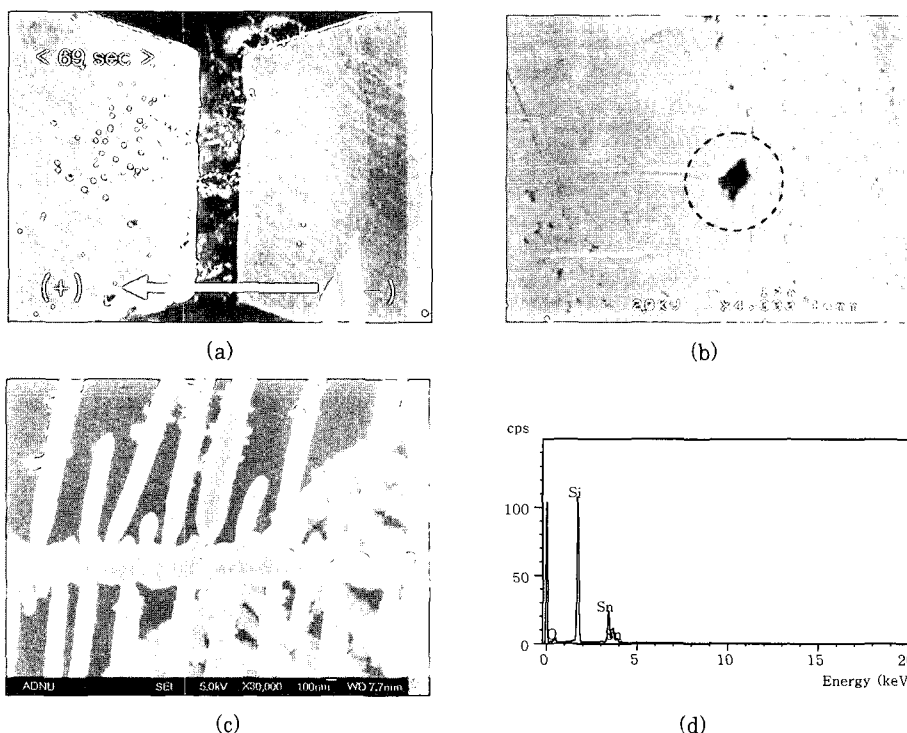 < 69 sec >
(+)
-)
(a)
(b)
ADNU SEI 5.0kV X30,000 100nm WD 7.7mm
(c)
cps
Si
Sn
100
50
0
0 5 10 15 20
Energy (keV
(d)